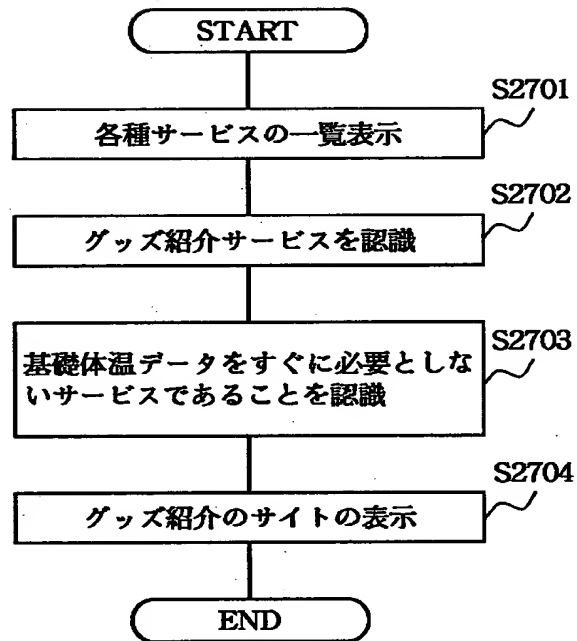 START
S2701
各種サービスの一覧表示
S2702
グッズ紹介サービスを認識
S2703
基礎体温データをすぐに必要としな
いサービスであることを認識
S2704
グッズ紹介のサイトの表示
END